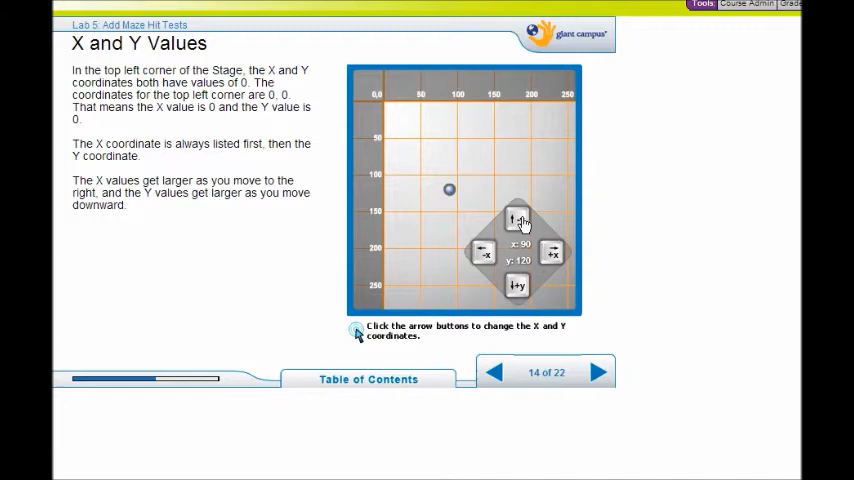 Tools Course Admin Grade
Lab 5: Add Maze Hit Tests
X and Y Values
giant campus
In the top left corner of the Stage, the X and Y
coordinates both have values of 0. The
coordinates for the top left corner are 0, 0.
That means the X value is 0 and the Y value is
0.
The X coordinate is always listed first, then the
Y coordinate.
The X values get larger as you move to the
right, and the Y values get larger as you move
downward.
0,0 50 100 150 200 250
50
100
150
200
250
-x
x: 90
y: 120
+x
+y
Click the arrow buttons to change the X and Y
coordinates.
Table of Contents
14 of 22